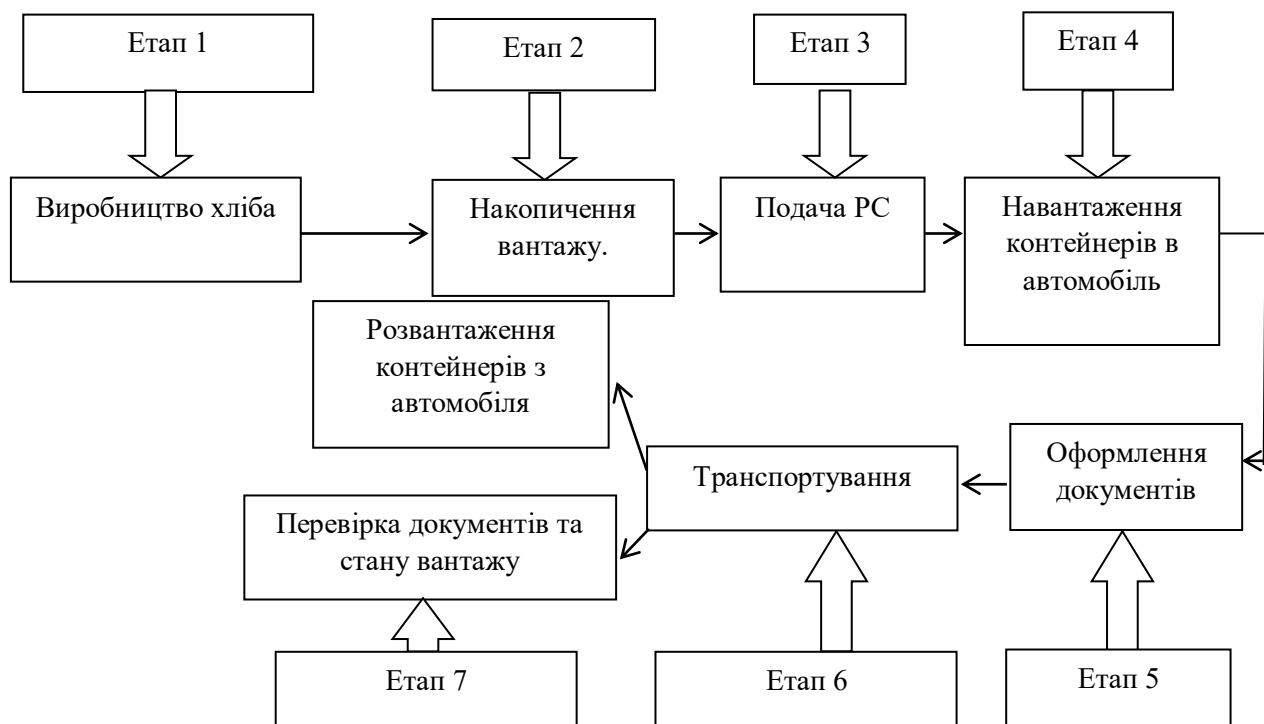 Етап 1
Етап 2
Етап 3
Етап 4
Виробництво хліба
Накопичення
вантажу.
Подача РС
Навантаження
контейнерів в
автомобіль
Розвантаження
контейнерів з
автомобіля
Транспортування
Оформлення
документів
Перевірка документів та
стану вантажу
Етап 7
Етап 6
Етап 5